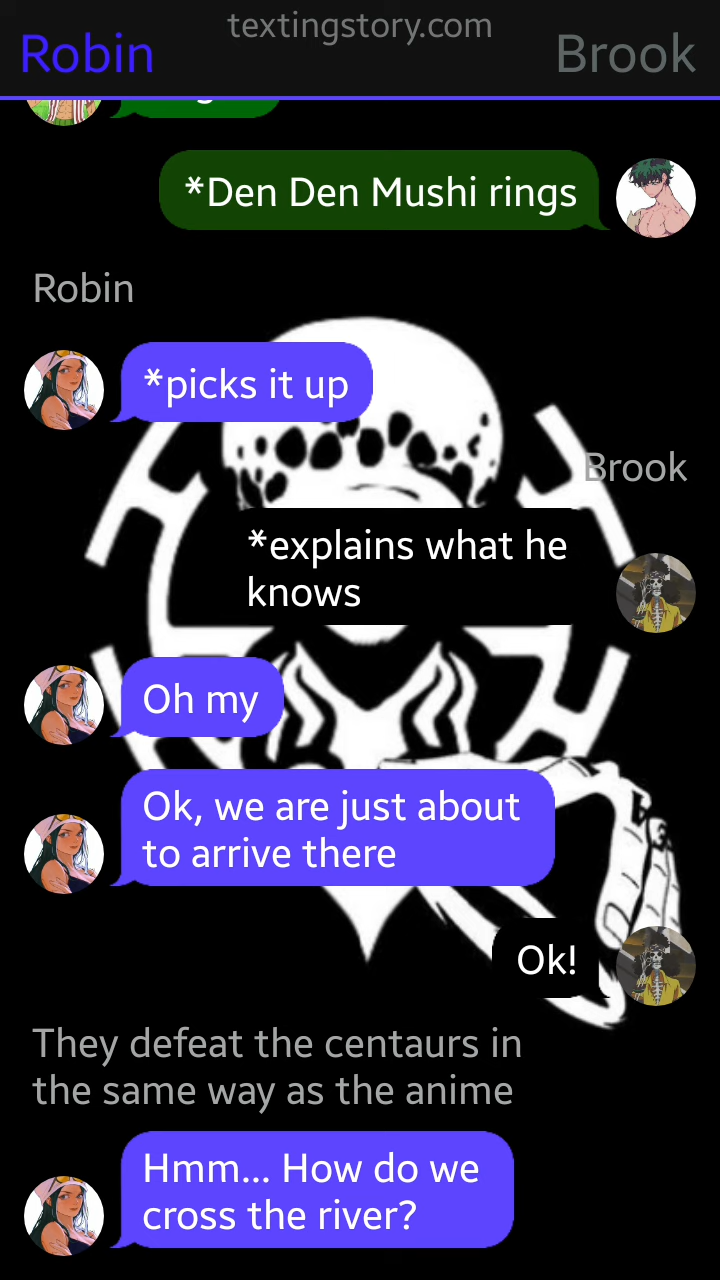 textingstory.com
Robin
Brook
*Den Den Mushi rings
Robin
*picks it up
Brook
*explains what he
knows
Oh my
Ok, we are just about
to arrive there
Ok!
They defeat the centaurs in
the same way as the anime
Hmm... How do we
cross the river?